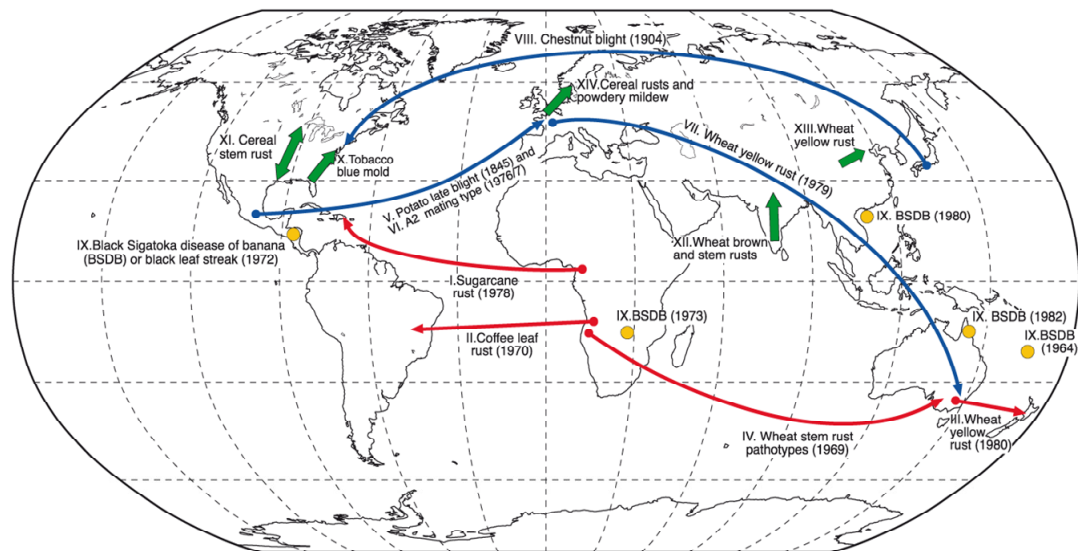 VIII. Chestnut blight (1904)
XIV.Cereal rusts and
powdery mildew
XI. Cereal
stem rust
X.Tobacco
blue mold
VII. Wheat yellow rust (1979)
XIII.Wheat
yellow rust
V. Potato late blight (1845) and
VI. A2 mating type (1976/7)
IX. BSDB (1980)
IX.Black Sigatoka disease of banana
(BSDB) or black leaf streak (1972)
XII.Wheat brown
and stem rusts
I.Sugarcane
rust (1978)
IX.BSDB (1973)
IX. BSDB (1982)
II.Coffee leaf
rust (1970)
IX.BSDB
(1964)
IV. Wheat stem rust
pathotypes (1969)
III.Wheat
yellow
rust (1980)